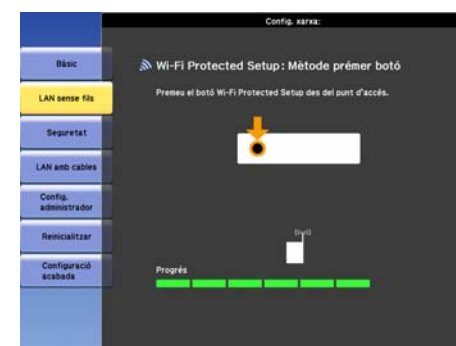 Config. xarxa:
Bàsic
LAN sense fils
Seguretat
LAN amb cables
Config.
administrador
Reinicialitzar
Configuració
acabada
Wi-Fi Protected Setup: Mètode prémer botó
Premeu el botó Wi-Fi Protected Setup des del punt d'accés.
Progrés